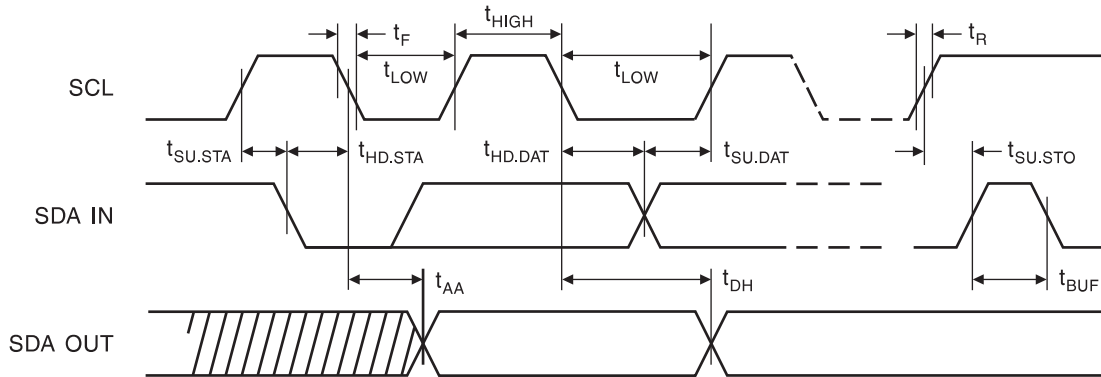 t_HIGH
t_F
t_R
t_LOW
t_LOW
SCL
t_SU.STA
t_HD.STA
t_HD.DAT
t_SU.DAT
t_SU.STO
SDA IN
t_AA
t_DH
t_BUF
SDA OUT